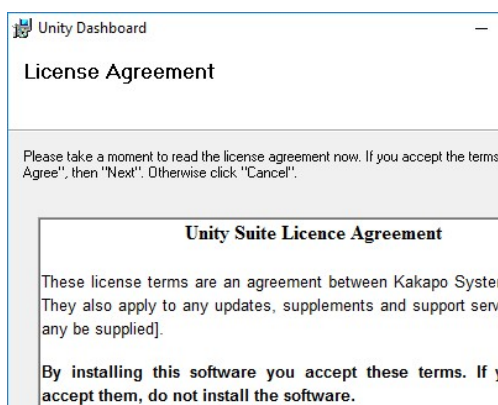 Unity Dashboard
License Agreement
Please take a moment to read the license agreement now. If you accept the terms
Agree", then "Next". Otherwise click "Cancel".
Unity Suite Licence Agreement
These license terms are an agreement between Kakapo
They also apply to any updates, supplements and support
any be supplied].
By installing this software you accept these terms. If
accept them, do not install the software.